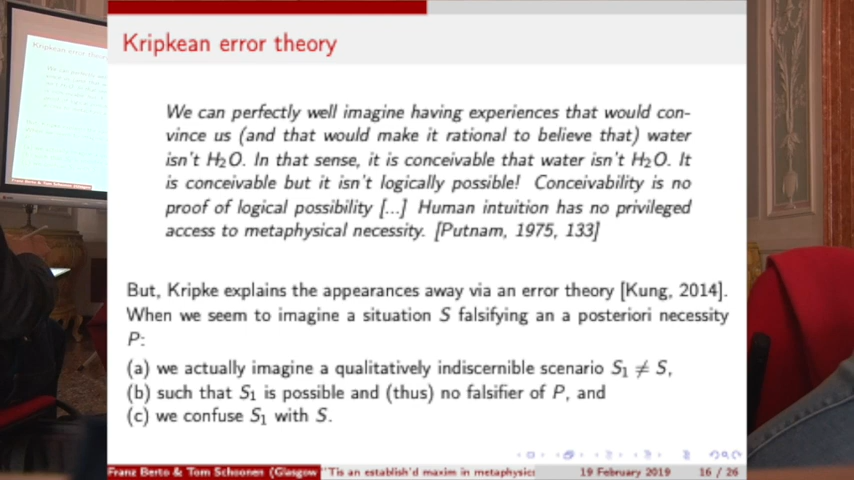 Kripkean error theory
We can perfectly well imagine having experiences that would con-
vince us (and that would make it rational to believe that) water
isn't H₂O. In that sense, it is conceivable that water isn't H₂O. It
is conceivable but it isn't logically possible! Conceivability is no
proof of logical possibility [...] Human intuition has no privileged
access to metaphysical necessity. [Putnam, 1975, 133]
But, Kripke explains the appearances away via an error theory [Kung, 2014].
When we seem to imagine a situation S falsifying an a posteriori necessity
P:
(a) we actually imagine a qualitatively indiscernible scenario S₁ ≠ S,
(b) such that S₁ is possible and (thus) no falsifier of P, and
(c) we confuse S₁ with S.
Franz Berto & Tom Schoonen (Glasgow "Tis an establish'd maxim in metaphysics 19 February 2019 16 / 26
Kripkean error theory